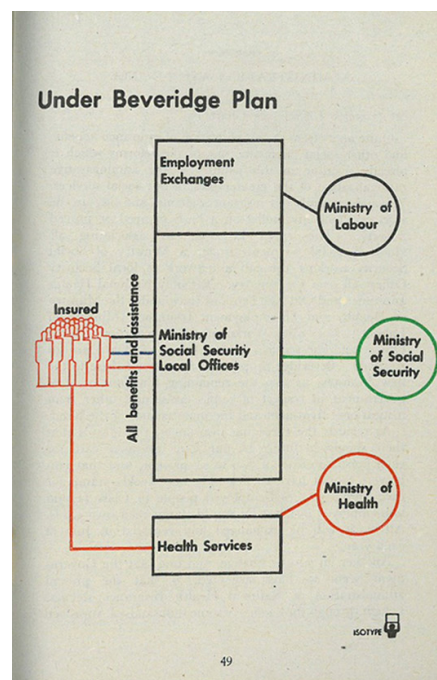 Under Beveridge Plan
Employment
Exchanges
Ministry of
Labour
Insured
All benefits and assistance
Ministry of
Social Security
Local Offices
Ministry
of Social
Security
Ministry of
Health
Health Services
ISOTYPE
49